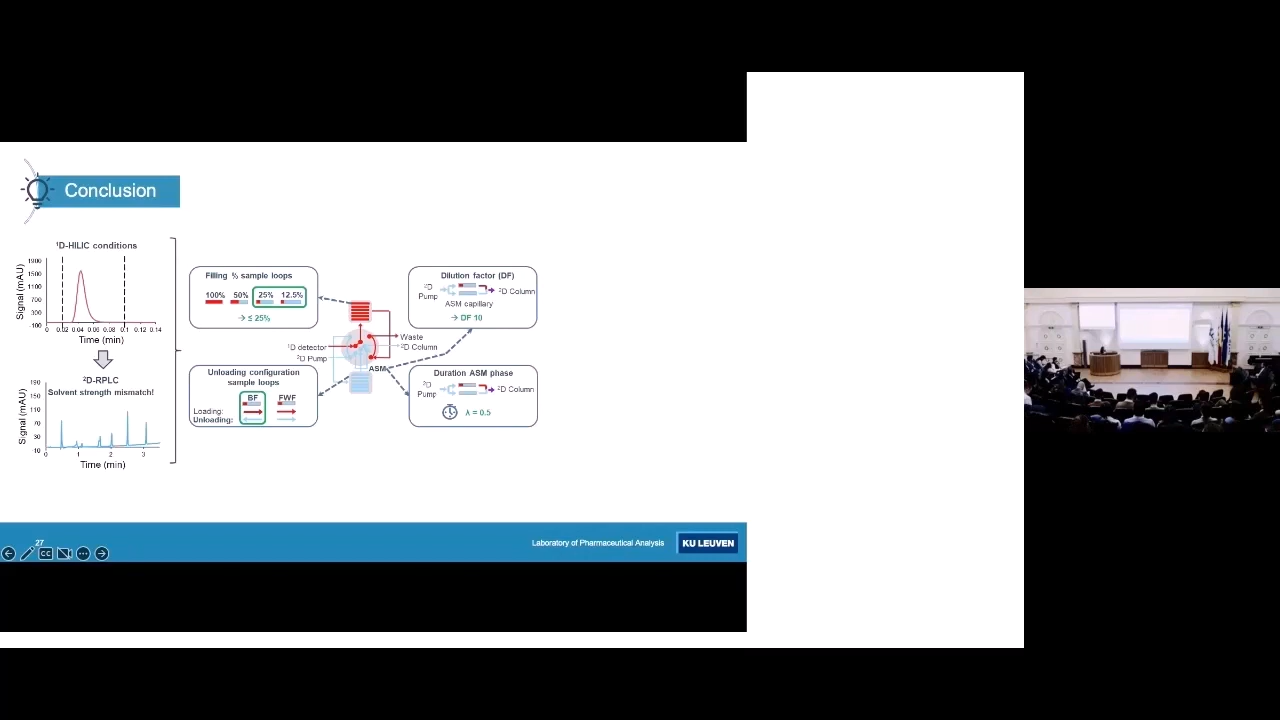 Conclusion
¹D-HILIC conditions
Signal (mAU)
1900
1500
1100
700
300
-100
0 0.02 0.04 0.06 0.08 0.1 0.12 0.14
Time (min)
²D-RPLC
Solvent strength mismatch!
Signal (mAU)
190
150
110
70
30
-10
0 1 2 3
Time (min)
Filling % sample loops
100% 50% 25% 12.5%
→ ≤ 25%
Unloading configuration
sample loops
BF FWF
Loading:
Unloading:
¹D detector
²D Pump
Waste
²D Column
ASM
Dilution factor (DF)
²D
Pump
²D Column
ASM capillary
→ DF 10
Duration ASM phase
²D
Pump
²D Column
λ = 0.5
27
CC
Laboratory of Pharmaceutical Analysis
KU LEUVEN